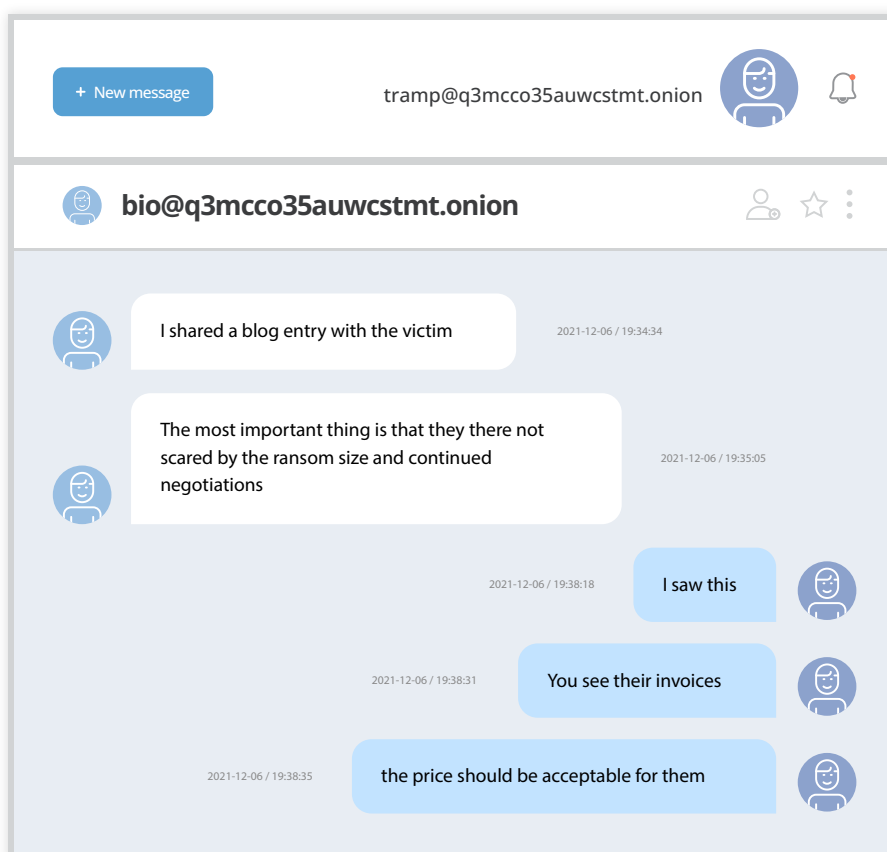 + New message
tramp@q3mcco35auwcstmt.onion
bio@q3mcco35auwcstmt.onion
I shared a blog entry with the victim
2021-12-06 / 19:34:34
The most important thing is that they there not
scared by the ransom size and continued
negotiations
2021-12-06 / 19:35:05
2021-12-06 / 19:38:18
I saw this
2021-12-06 / 19:38:31
You see their invoices
2021-12-06 / 19:38:35
the price should be acceptable for them